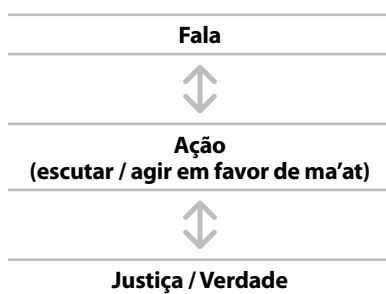 Fala
Ação
(escutar / agir em favor de ma’at)
Justiça / Verdade